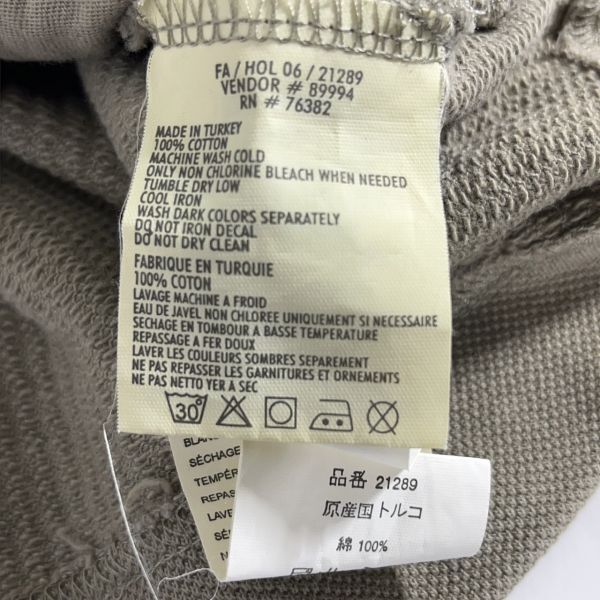 FA / HOL 06 / 21289
VENDOR # 89994
RN # 76382
MADE IN TURKEY
100% COTTON
MACHINE WASH COLD
ONLY NON CHLORINE BLEACH WHEN NEEDED
TUMBLE DRY LOW
COOL IRON
WASH DARK COLORS SEPARATELY
DO NOT IRON DECAL
DO NOT DRY CLEAN
FABRIQUE EN TURQUIE
100% COTON
LAVAGE MACHINE A FROID
EAU DE JAVEL NON CHLOREE UNIQUEMENT SI NECESSAIRE
SECHAGE EN TOMBOUR A BASSE TEMPERATURE
REPASSAGE A FER DOUX
LAVER LES COULEURS SOMBRES SEPAREMENT
NE PAS REPASSER LES GARNITURES ET ORNEMENTS
NE PAS NETTO YER A SEC
30°
BLAN
SÉCHAGE
TEMPÉR
REPAS
LAVE
SÉ
N
品番 21289
原産国トルコ
綿 100%